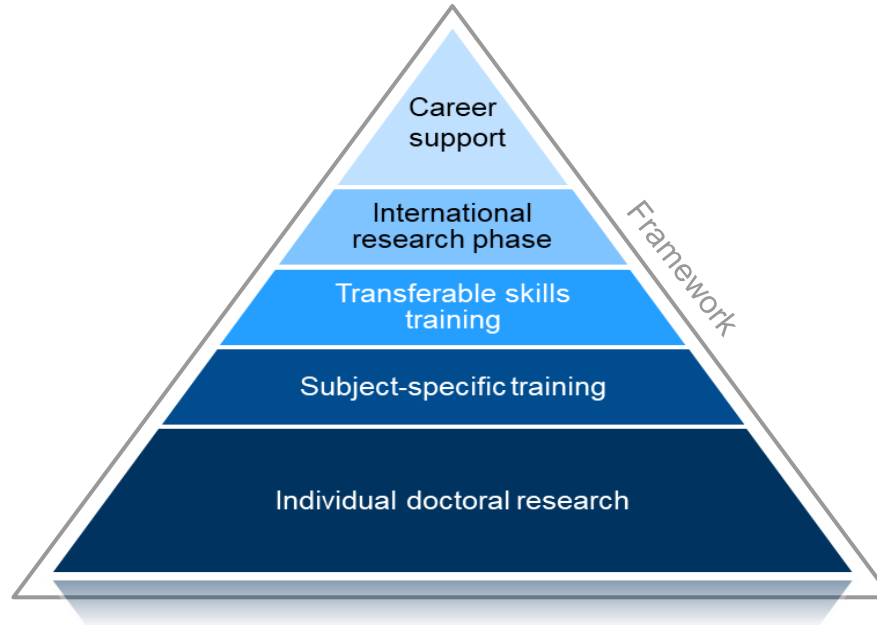 Career
support
International
research phase
Framework
Transferable skills
training
Subject-specific training
Individual doctoral research